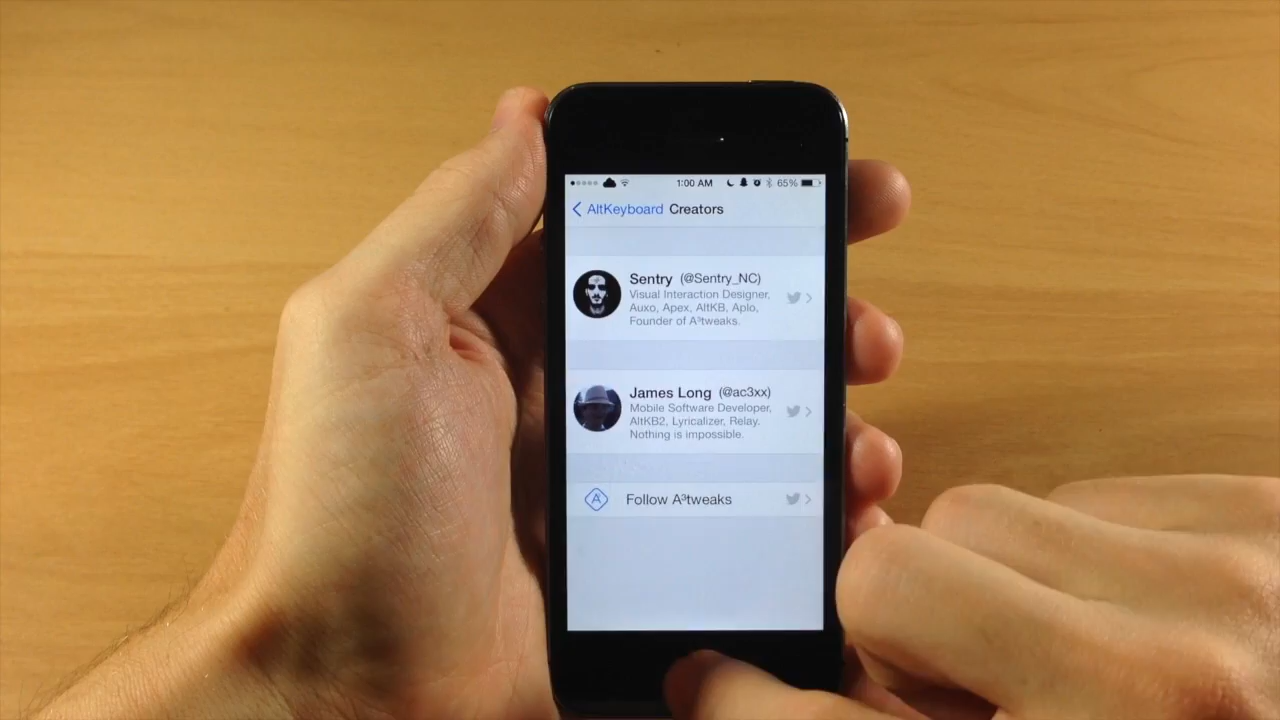 1:00 AM 65%
AltKeyboard Creators
Sentry (@Sentry_NC)
Visual Interaction Designer,
Auxo, Apex, AltKB, Aplo,
Founder of A³tweaks.
James Long (@ac3xx)
Mobile Software Developer,
AltKB2, Lyricalizer, Relay.
Nothing is impossible.
Follow A³tweaks